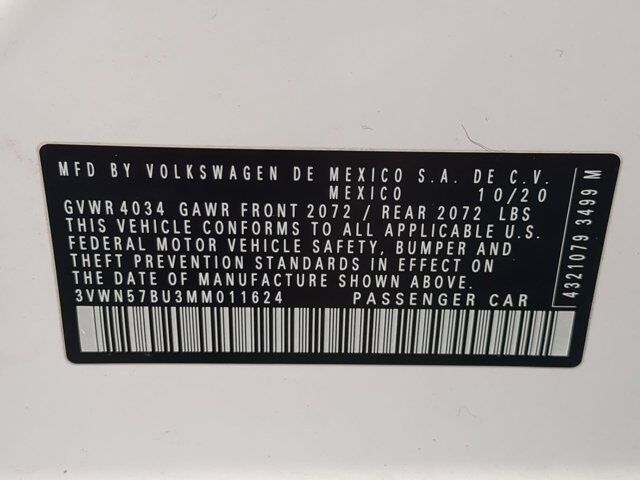 MFD BY VOLKSWAGEN DE MEXICO S.A. DE C.V.
MEXICO 10/20
GVWR 4034 GAWR FRONT 2072 / REAR 2072 LBS
THIS VEHICLE CONFORMS TO ALL APPLICABLE U.S.
FEDERAL MOTOR VEHICLE SAFETY, BUMPER AND
THEFT PREVENTION STANDARDS IN EFFECT ON
THE DATE OF MANUFACTURE SHOWN ABOVE.
3VWN57BU3MM011624 PASSENGER CAR
4321079 3499 M